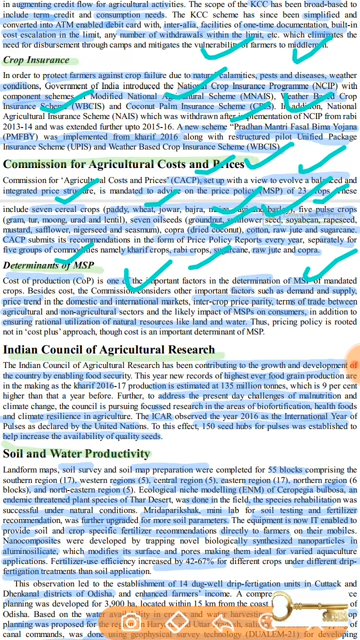 in augmenting credit flow for agricultural activities. The scope of the KCC has been broad-based to
include term credit and consumption needs. The KCC scheme has since been simplified and
converted into ATM enabled debit card with, inter-alia, facilities of one-time documentation, built-in
cost escalation in the limit, any number of withdrawals within the limit, etc. which eliminates the
need for disbursement through camps and mitigates the vulnerability of farmers to middlemen.
Crop Insurance
In order to protect farmers against crop failure due to natural calamities, pests and diseases, weather
conditions, Government of India introduced the National Crop Insurance Programme (NCIP) with
component schemes Modified National Agricultural Scheme (MNAIS), Weather Based Crop
Insurance Scheme (WBCIS) and Coconut Palm Insurance Scheme (CPIS). In addition, National
Agricultural Insurance Scheme (NAIS) which was withdrawn after implementation of NCIP from rabi
2013-14 was and extended further upto 2015-16. A new scheme "Pradhan Mantri Fasal Bima Yojana
(PMFBY) was implemented from kharif 2016 along with restructured pilot Unified Package
Insurance Scheme (UPIS) and Weather Based Crop Insurance Scheme (WBCIS).
Commission for Agricultural Costs and Prices
Commission for 'Agricultural Costs and Prices' (CACP), set up with a view to evolve a balanced and
integrated price structure, is mandated to advise on the price policy (MSP) of 23 crops. These
include seven cereal crops (paddy, wheat, jowar, bajra, and barley), five pulse crops
(gram, tur, moong, urad and lentil), seven oilseeds (groundnut, sunflower seed, soyabean, rapeseed,
mustard, safflower, nigerseed and seasmum), copra (dried coconut), cotton, raw jute and sugarcane.
CACP submits its recommendations in the form of Price Policy Reports every year, separately for
five groups of commodities namely kharif crops, rabi crops, sugarcane, raw jute and copra.
Determinants of MSP
Cost of production (CoP) is one of the important factors in the determination of MSP of mandated
crops. Besides cost, the Commission considers other important factors such as demand and supply,
price trend in the domestic and international markets, inter-crop price parity, terms of trade between
agricultural and non-agricultural sectors and the likely impact of MSPs on consumers, in addition to
ensuring rational utilization of natural resources like land and water. Thus, pricing policy is rooted
not in 'cost plus' approach, though cost is an important determinant of MSP.
Indian Council of Agricultural Research
The Indian Council of Agricultural Research has been contributing to the growth and development of
the country by enabling food security. This year new records of highest ever food grain production are
in the making as the kharif 2016-17 production is estimated at 135 million tonnes, which is 9 per cent
higher than that a year before. Further, to address the present day challenges of malnutrition and
climate change, the council is pursuing focussed research in the areas of biofortification, health foods
and climate resilience in agriculture. The ICAR observed the year 2016 as the International Year of
Pulses as declared by the United Nations. To this effect, 150 seed hubs for pulses was established to
help increase the availability of quality seeds.
Soil and Water Productivity
Landform maps, soil survey and soil map preparation were completed for 55 blocks comprising the
southern region (17), western regions (5), central region (5), eastern region (17), northern region (6
blocks), and north-eastern region (5). Ecological niche modelling (ENM) of Ceropegia bulbosa, an
endemic threatened plant species of Thar Desert, was done in the field, the species rehabilitation was
successful under natural conditions. Mridaparikshak, mini lab for soil testing and fertilizer
recommendation, was further upgraded for more soil parameters. The equipment is now IT enabled to
provide soil and crop specific fertilizer recommendations directly to farmers on their mobiles.
Nanocomposites were developed by trapping novel biologically synthesized nanoparticles in
aluminosilicate, which modifies its surface and pores making them ideal for varied aquaculture
applications. Fertilizer-use efficiency increased 42-67% for different crops under different drip-
fertigation treatments than soil application.
This observation led to the establishment of 14 dug-well drip-fertigation units in Cuttack and
Dhenkanal districts of Odisha, and enhanced farmers' income. A
planning was developed for 3,900 ha, located within 15 km from the coast
Odisha. Based on the water availability in
planning was proposed for the region
canal commands, was done using geophysical survey technology (DUALEM-21) for